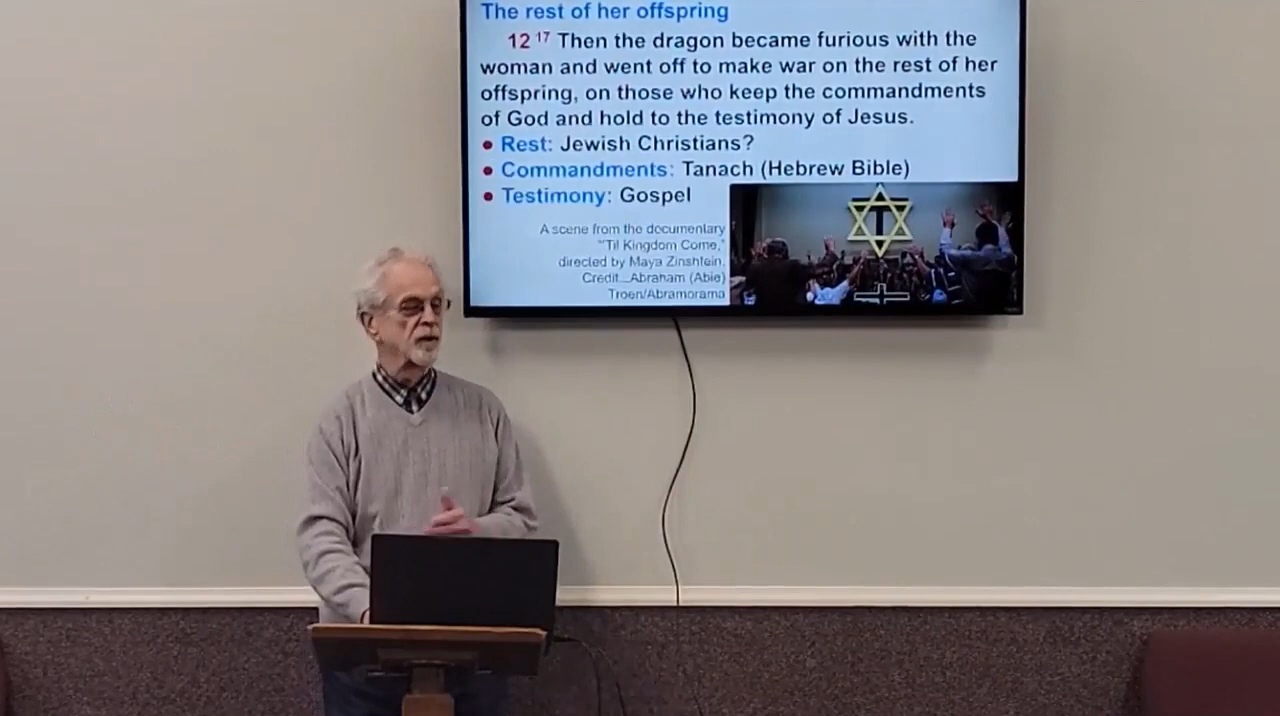 The rest of her offspring
12 17 Then the dragon became furious with the
woman and went off to make war on the rest of her
offspring, on those who keep the commandments
of God and hold to the testimony of Jesus.
• Rest: Jewish Christians?
• Commandments: Tanach (Hebrew Bible)
• Testimony: Gospel
A scene from the documentary
"'Til Kingdom Come,"
directed by Maya Zinshtein.
Credit...Abraham (Abie)
Troen/Abramorama